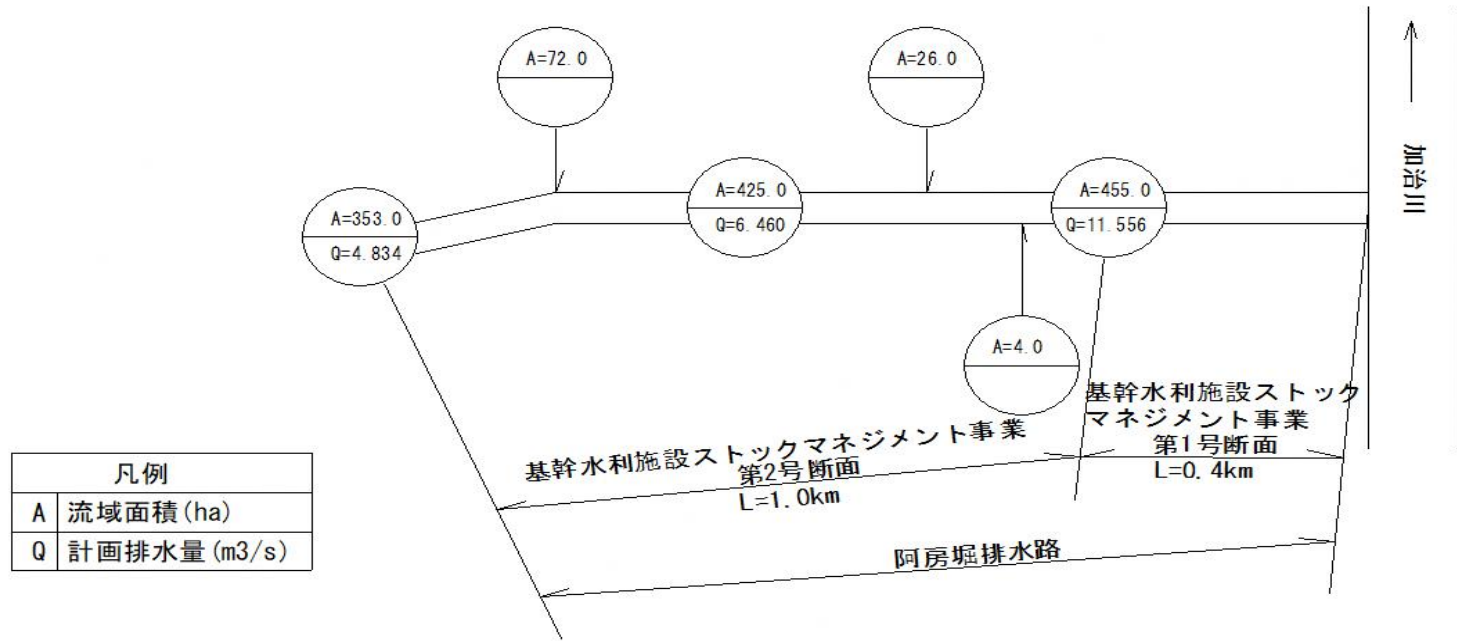 A=72.0
A=26.0
A=353.0
Q=4.834
A=425.0
Q=6.460
A=455.0
Q=11.556
A=4.0
加治川
基幹水利施設ストックマネジメント事業
第2号断面
L=1.0km
基幹水利施設ストック
マネジメント事業
第1号断面
L=0.4km
阿房堀排水路
凡例
A 流域面積(ha)
Q 計画排水量(m3/s)